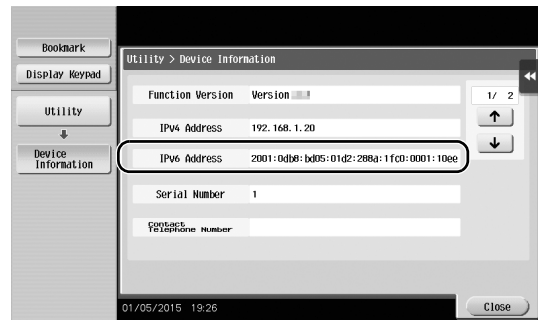 Bookmark
Display Keypad
Utility
Device
Information
Utility > Device Information
Function Version Version
1/ 2
IPv4 Address 192.168.1.20
IPv6 Address 2001:0db8:bd05:01d2:288a:1fc0:0001:10ee
Serial Number 1
Contact
Telephone Number
01/05/2015 19:26
Close